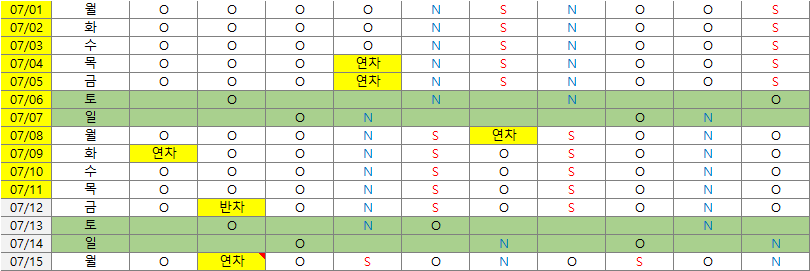 07/01 월 O O O O N S N O O S
07/02 화 O O O O N S N O O S
07/03 수 O O O O N S N O O S
07/04 목 O O O 연차 N S N O O S
07/05 금 O O O 연차 N S N O O S
07/06 토 O N N O
07/07 일 O N O N
07/08 월 O O O N S 연차 S O N O
07/09 화 연차 O O N S O S O N O
07/10 수 O O O N S O S O N O
07/11 목 O O O N S O S O N O
07/12 금 O 반차 O N S O S O N O
07/13 토 O N O N
07/14 일 O N O N
07/15 월 O 연차 O S O N O S O N